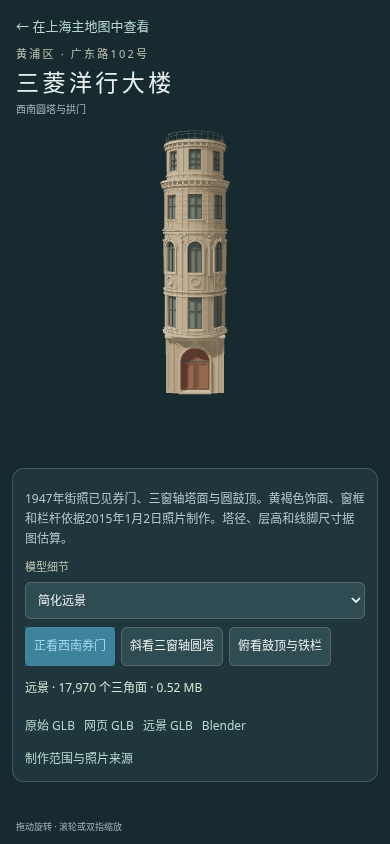 ← 在上海主地图中查看
黄浦区 · 广东路102号
三菱洋行大楼
西南圆塔与拱门
1947年街照已见券门、三窗轴塔面与圆鼓顶。黄褐色饰面、窗框
和栏杆依据2015年1月2日照片制作。塔径、层高和线脚尺寸据
图估算。
模型细节
简化远景
正看西南券门 斜看三窗轴圆塔 俯看鼓顶与铁栏
远景 · 17,970 个三角面 · 0.52 MB
原始 GLB 网页 GLB 远景 GLB Blender
制作范围与照片来源
拖动旋转 · 滚轮或双指缩放